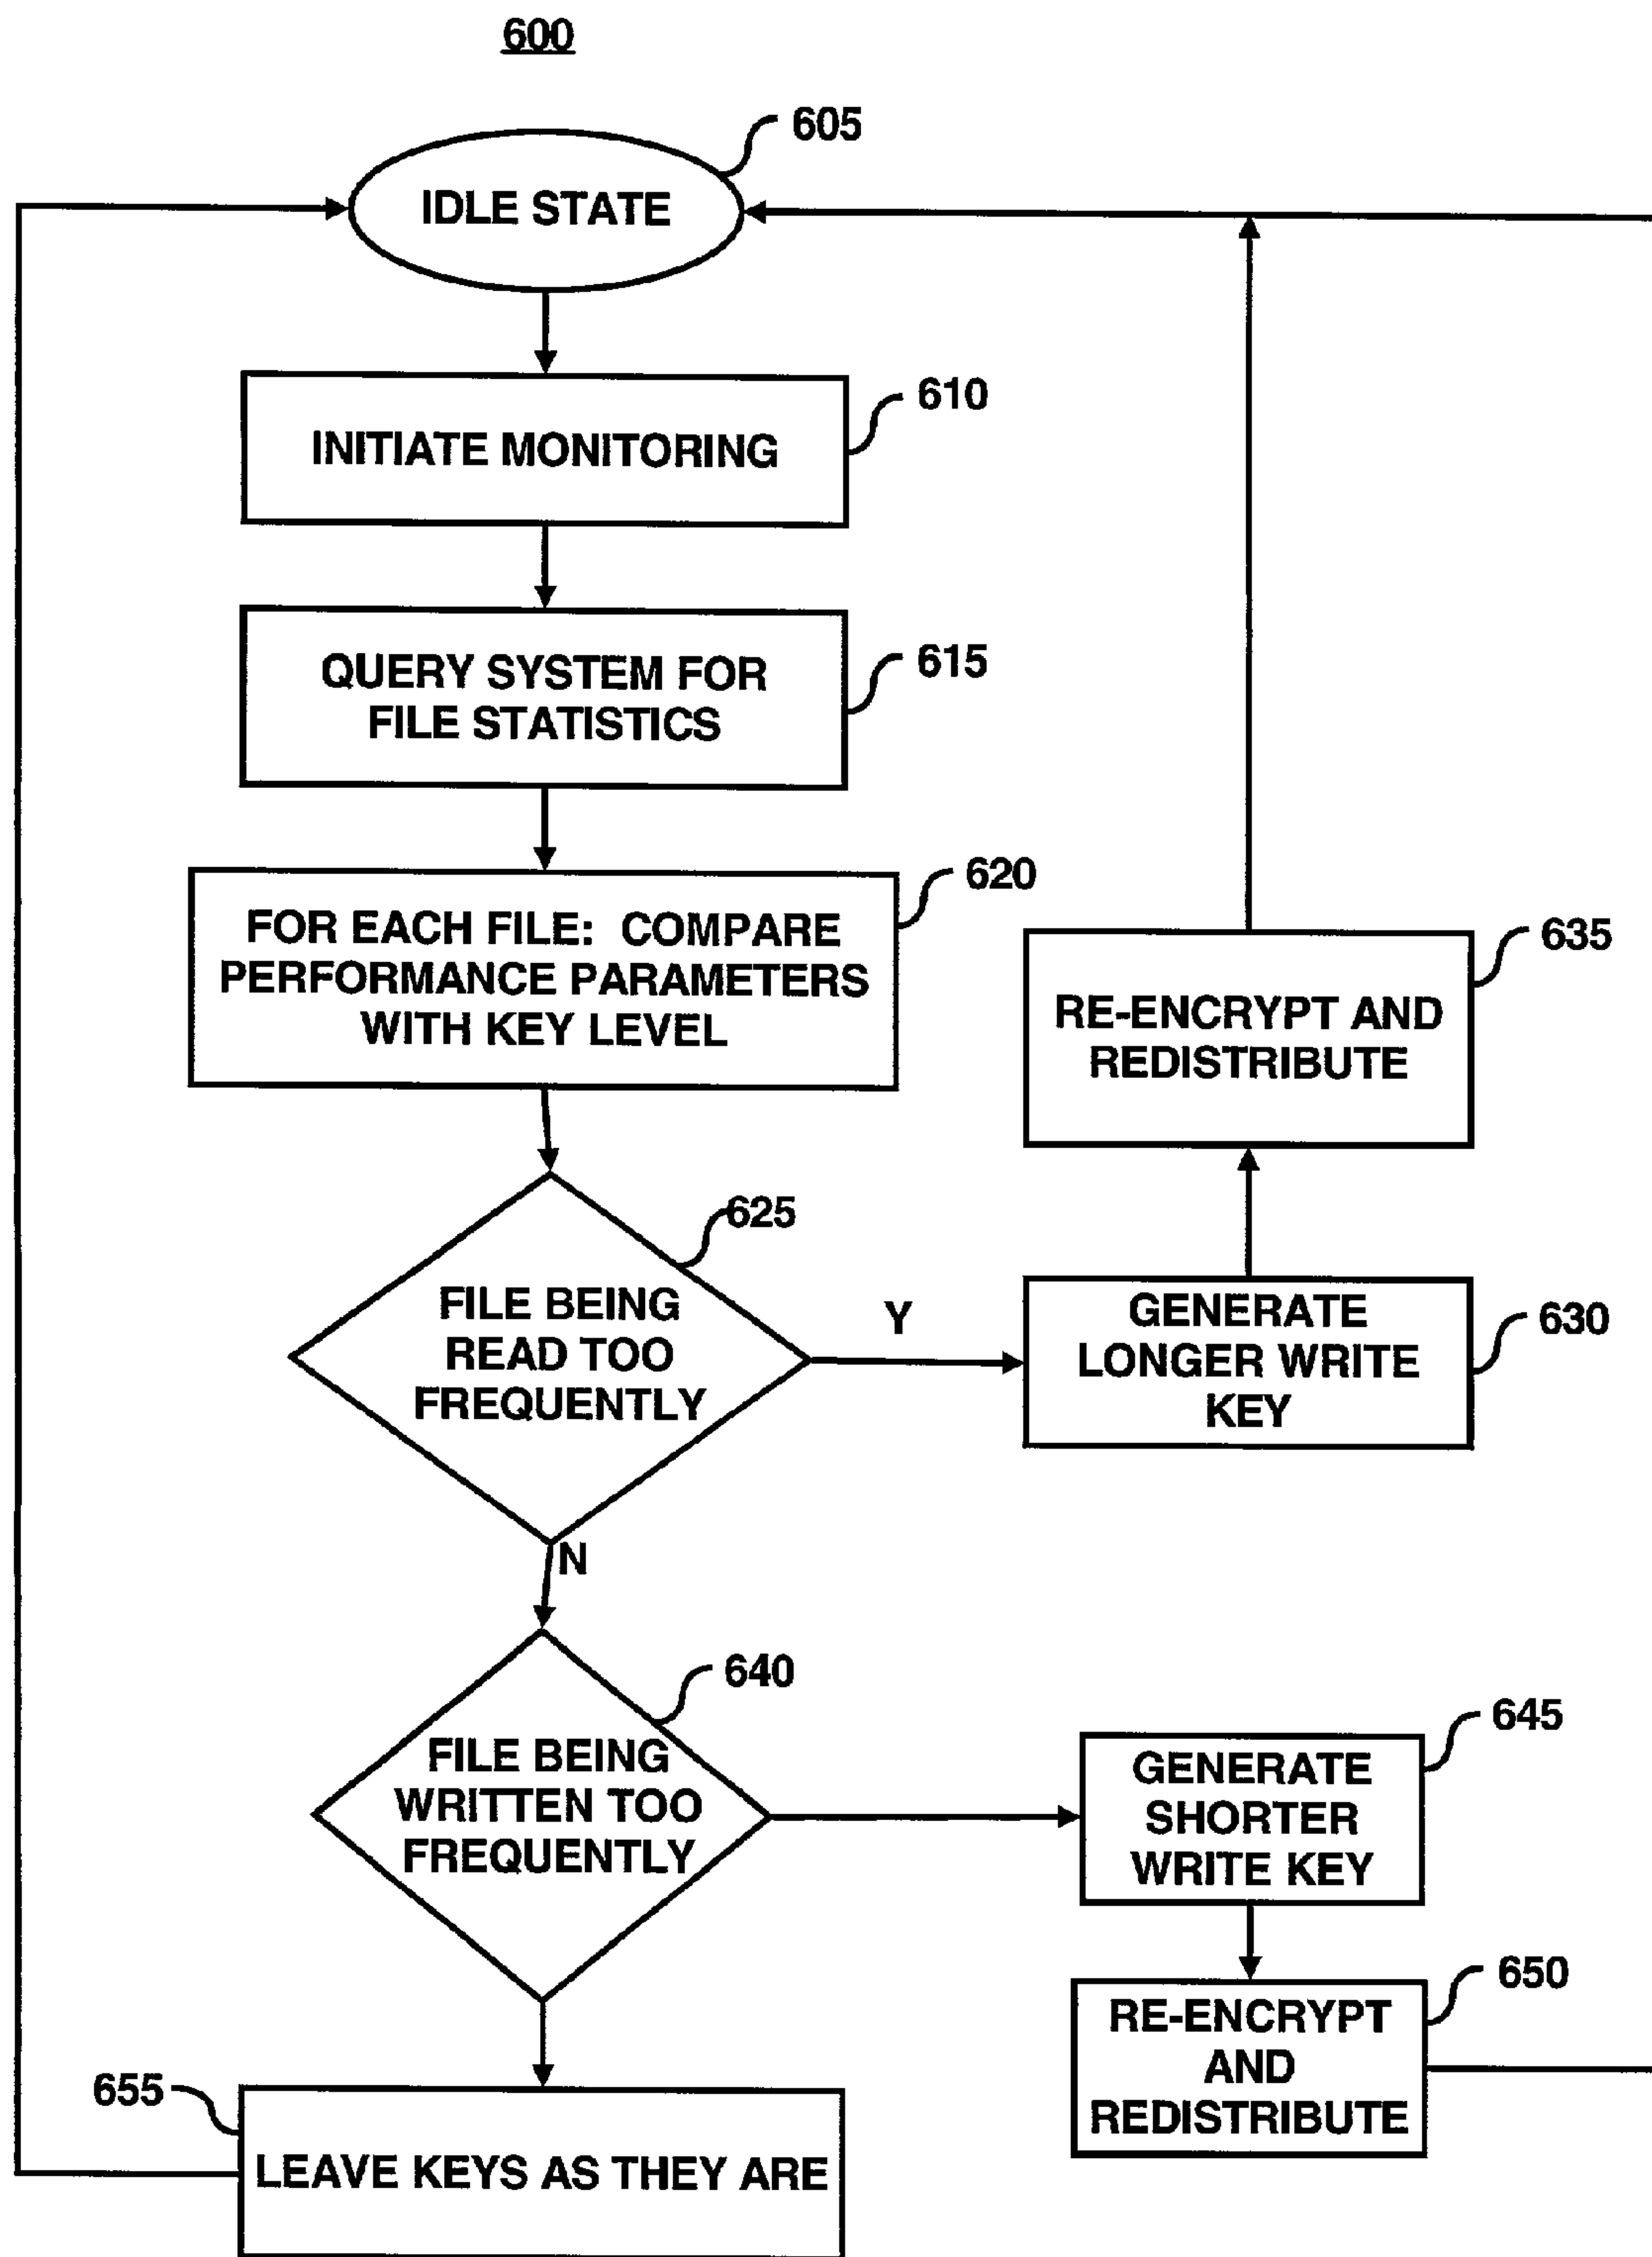 600
605
IDLE STATE
610
INITIATE MONITORING
615
QUERY SYSTEM FOR
FILE STATISTICS
620
FOR EACH FILE: COMPARE
PERFORMANCE PARAMETERS
WITH KEY LEVEL
635
RE-ENCRYPT AND
REDISTRIBUTE
625
FILE BEING
READ TOO
FREQUENTLY
Y
630
GENERATE
LONGER WRITE
KEY
N
640
FILE BEING
WRITTEN TOO
FREQUENTLY
645
GENERATE
SHORTER
WRITE KEY
650
RE-ENCRYPT
AND
REDISTRIBUTE
655
LEAVE KEYS AS THEY ARE